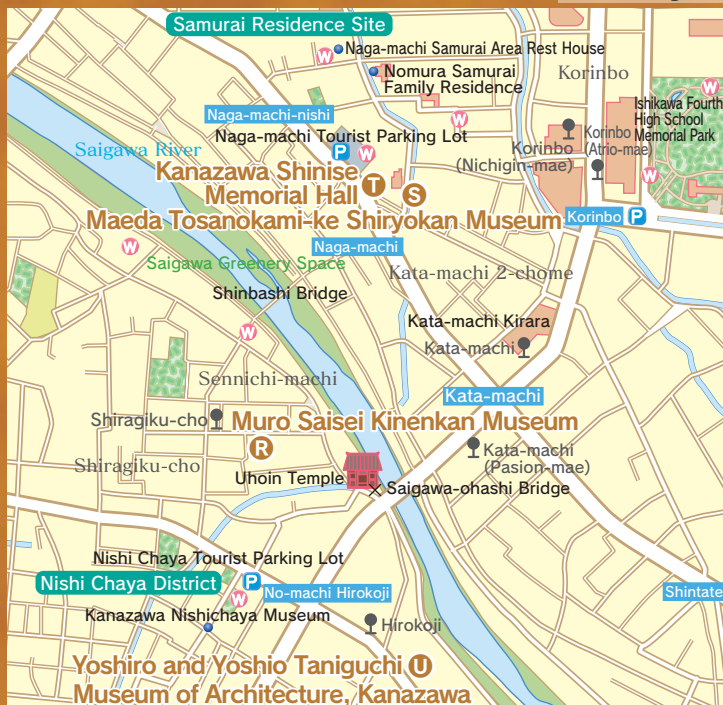 Samurai Residence Site
W
Naga-machi Samurai Area Rest House
Nomura Samurai
Family Residence
Korinbo
W
Ishikawa Fourth
High School
Memorial Park
Naga-machi-nishi
W
Naga-machi Tourist Parking Lot
Korinbo
(Atrio-mae)
Korinbo
(Nichigin-mae)
Saigawa River
P
W
W
Kanazawa Shinise
Memorial Hall
T
S
Maeda Tosanokami-ke Shiryokan Museum
Korinbo
P
W
Naga-machi
Saigawa Greenery Space
Kata-machi 2-chome
Shinbashi Bridge
W
Kata-machi Kirara
Kata-machi
Sennichi-machi
Kata-machi
Shiragiku-cho
Muro Saisei Kinenkan Museum
R
Shiragiku-cho
Kata-machi
(Pasion-mae)
Uhoin Temple
Saigawa-ohashi Bridge
Nishi Chaya Tourist Parking Lot
Nishi Chaya District
P
W
No-machi Hirokoji
Shintate
Kanazawa Nishichaya Museum
Hirokoji
Yoshiro and Yoshio Taniguchi
U
Museum of Architecture, Kanazawa